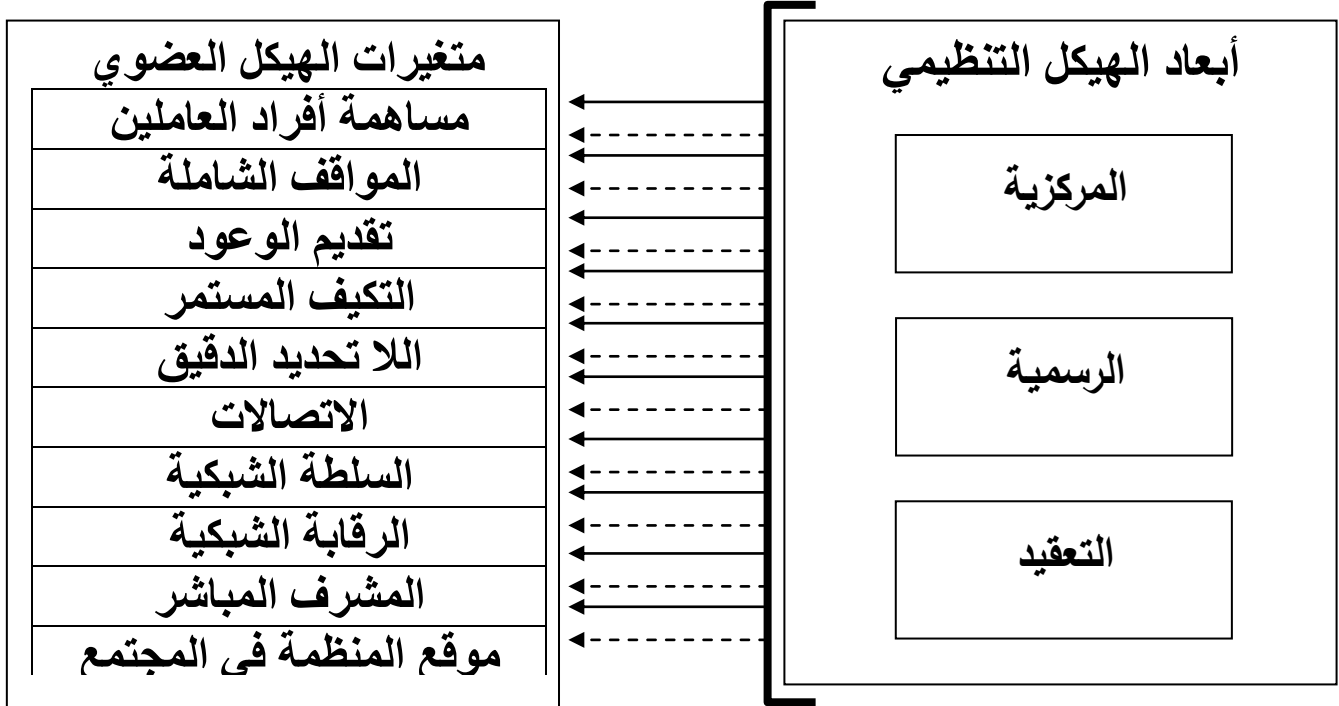 أبعاد الهيكل التنظيمي
المركزية
الرسمية
التعقيد
متغيرات الهيكل العضوي
مساهمة أفراد العاملين
المواقف الشاملة
تقديم الوعود
التكيف المستمر
اللا تحديد الدقيق
الاتصالات
السلطة الشبكية
الرقابة الشبكية
المشرف المباشر
موقع المنظمة في المجتمع